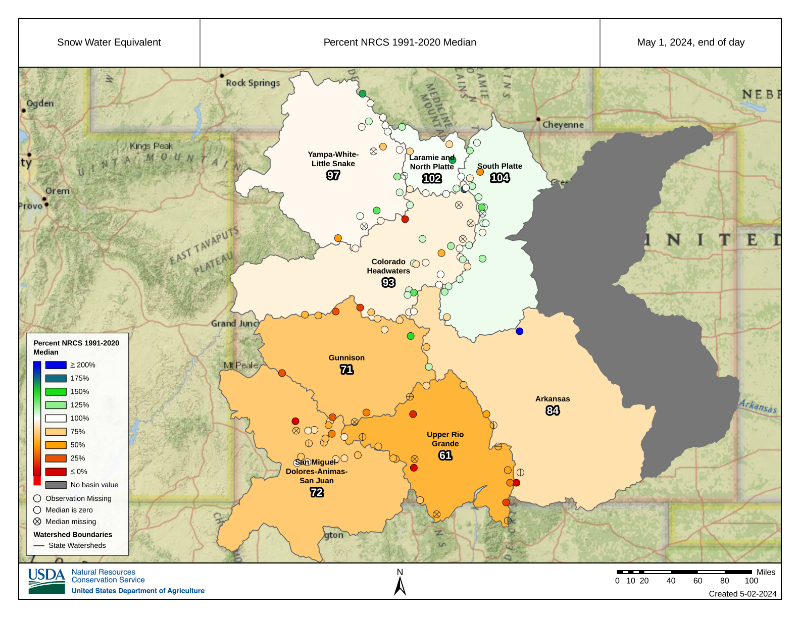 Snow Water Equivalent
Percent NRCS 1991-2020 Median
May 1, 2024, end of day
Rock Springs
Ogden
Cheyenne
Kings Peak
UINTA MOUNTAINS
Orem
Provo
EAST TAVAPUTS
PLATEAU
Grand Junc
Mt Peale
UNITED
NEB
Arkansas
gton
MEDICINE
Yampa-White-
Little Snake
97
Laramie and
North Platte
102
South Platte
104
Colorado
Headwaters
93
Gunnison
71
Arkansas
84
Upper Rio
Grande
61
San Miguel-
Dolores-Animas-
San Juan
72
Percent NRCS 1991-2020
Median
≥ 200%
175%
150%
125%
100%
75%
50%
25%
≤ 0%
No basin value
Observation Missing
Median is zero
Median missing
Watershed Boundaries
State Watersheds
USDA
Natural Resources
Conservation Service
United States Department of Agriculture
N
Miles
0 10 20 40 60 80 100
Created 5-02-2024